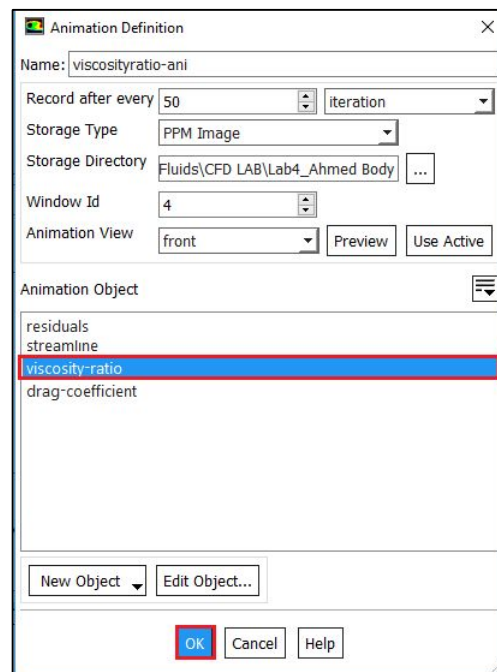 Animation Definition
Name: viscosityratio-ani
Record after every 50 iteration
Storage Type PPM Image
Storage Directory Fluids\CFD LAB\Lab4_Ahmed Body ...
Window Id 4
Animation View front Preview Use Active
Animation Object
residuals
streamline
viscosity-ratio
drag-coefficient
New Object Edit Object...
OK Cancel Help